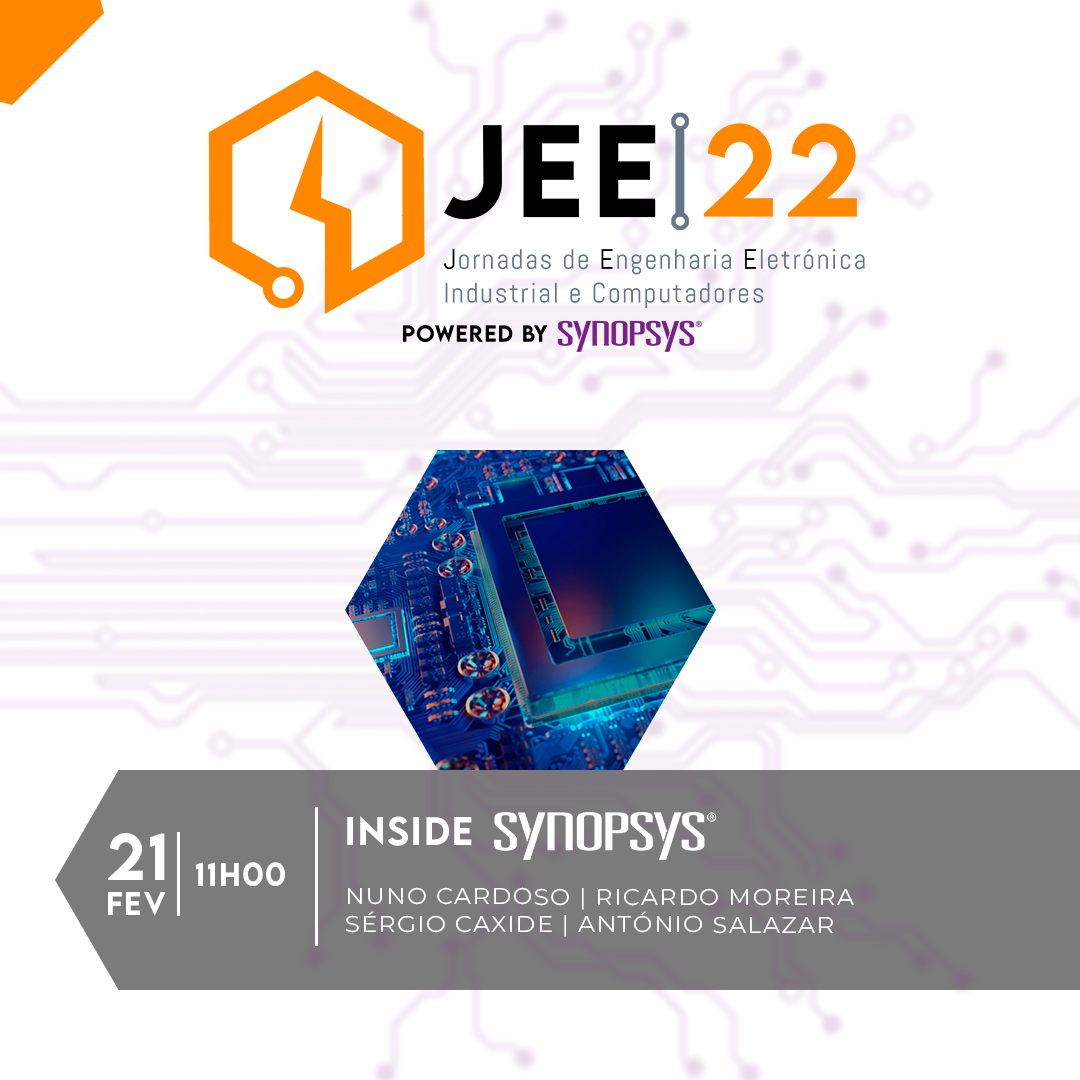 JEE|22
Jornadas de Engenharia Eletrónica
Industrial e Computadores
POWERED BY SYNOPSYS®
21
FEV
11H00
INSIDE SYNOPSYS®
NUNO CARDOSO | RICARDO MOREIRA
SÉRGIO CAXIDE | ANTÓNIO SALAZAR